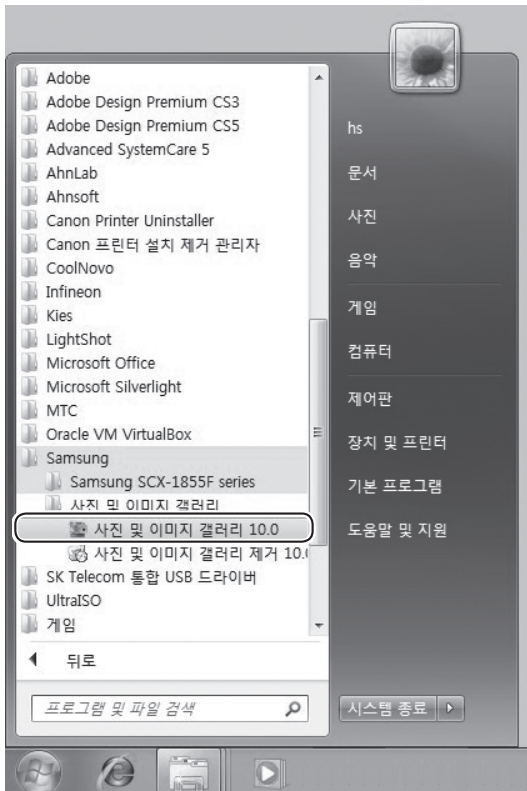 Adobe
Adobe Design Premium CS3
Adobe Design Premium CS5
Advanced SystemCare 5
AhnLab
Ahnsoft
Canon Printer Uninstaller
Canon 프린터 설치 제거 관리자
CoolNovo
Infineon
Kies
LightShot
Microsoft Office
Microsoft Silverlight
MTC
Oracle VM VirtualBox
Samsung
Samsung SCX-1855F series
사진 및 이미지 갤러리
사진 및 이미지 갤러리 10.0
사진 및 이미지 갤러리 제거 10.
SK Telecom 통합 USB 드라이버
UltraISO
게임
뒤로
프로그램 및 파일 검색
hs
문서
사진
음악
게임
컴퓨터
제어판
장치 및 프린터
기본 프로그램
도움말 및 지원
시스템 종료